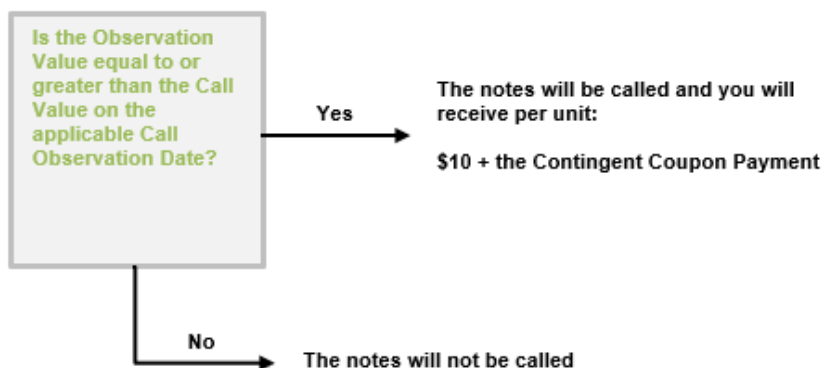 Is the Observation
Value equal to or
greater than the Call
Value on the
applicable Call
Observation Date?
Yes
The notes will be called and you will
receive per unit:
$10 + the Contingent Coupon Payment
No
The notes will not be called